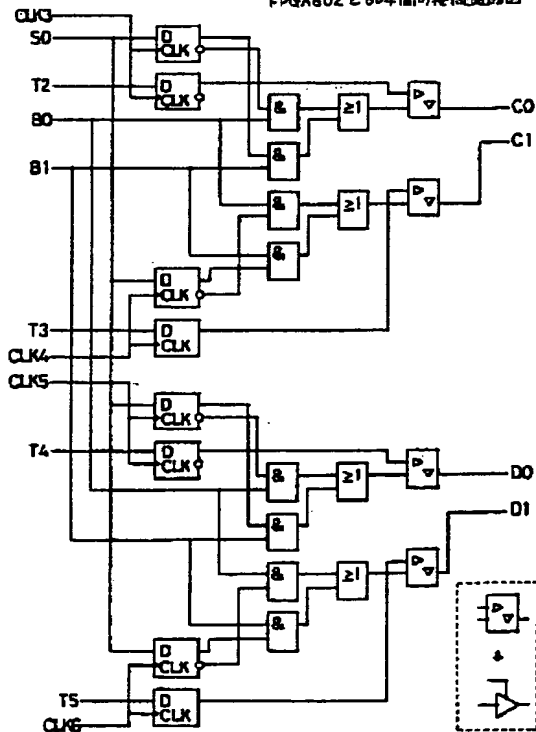 CLK3
S0
D
CLK
T2
D
CLK
B0
B1
&
≥1
C0
&
C1
&
≥1
&
D
CLK
T3
D
CLK
CLK4
CLK5
D
CLK
T4
D
CLK
&
≥1
D0
&
D1
&
≥1
&
D
CLK
T5
D
CLK
CLK6